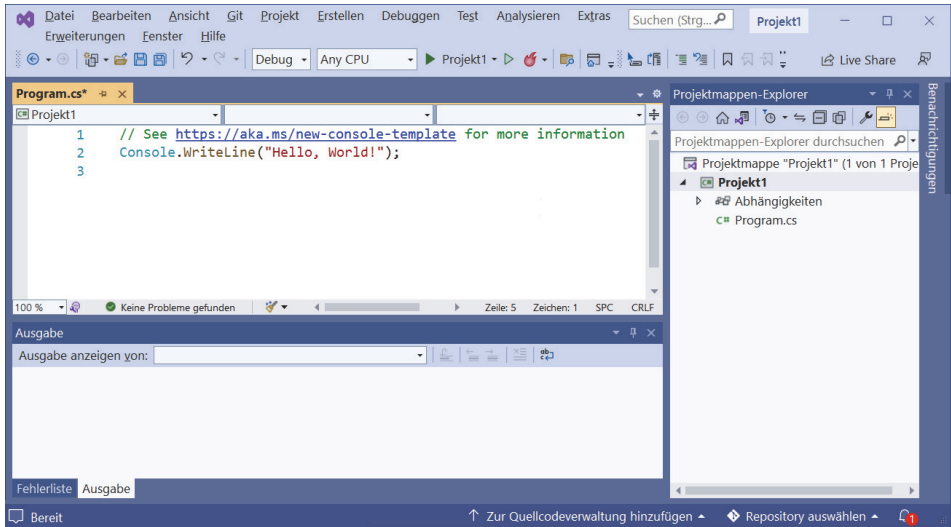 Datei Bearbeiten Ansicht Git Projekt Erstellen Debuggen Test Analysieren Extras Suchen (Strg... Projekt1
Erweiterungen Fenster Hilfe
Debug Any CPU Projekt1 Live Share
Program.cs*
Projekt1
1 // See https://aka.ms/new-console-template for more information
2 Console.WriteLine("Hello, World!");
3
100 % Keine Probleme gefunden Zeile: 5 Zeichen: 1 SPC CRLF
Ausgabe
Ausgabe anzeigen von:
Fehlerliste Ausgabe
Projektmappen-Explorer
Projektmappen-Explorer durchsuchen
Projektmappe "Projekt1" (1 von 1 Proje
Projekt1
Abhängigkeiten
C# Program.cs
Benachrichtigungen
Bereit Zur Quellcodeverwaltung hinzufügen Repository auswählen 1